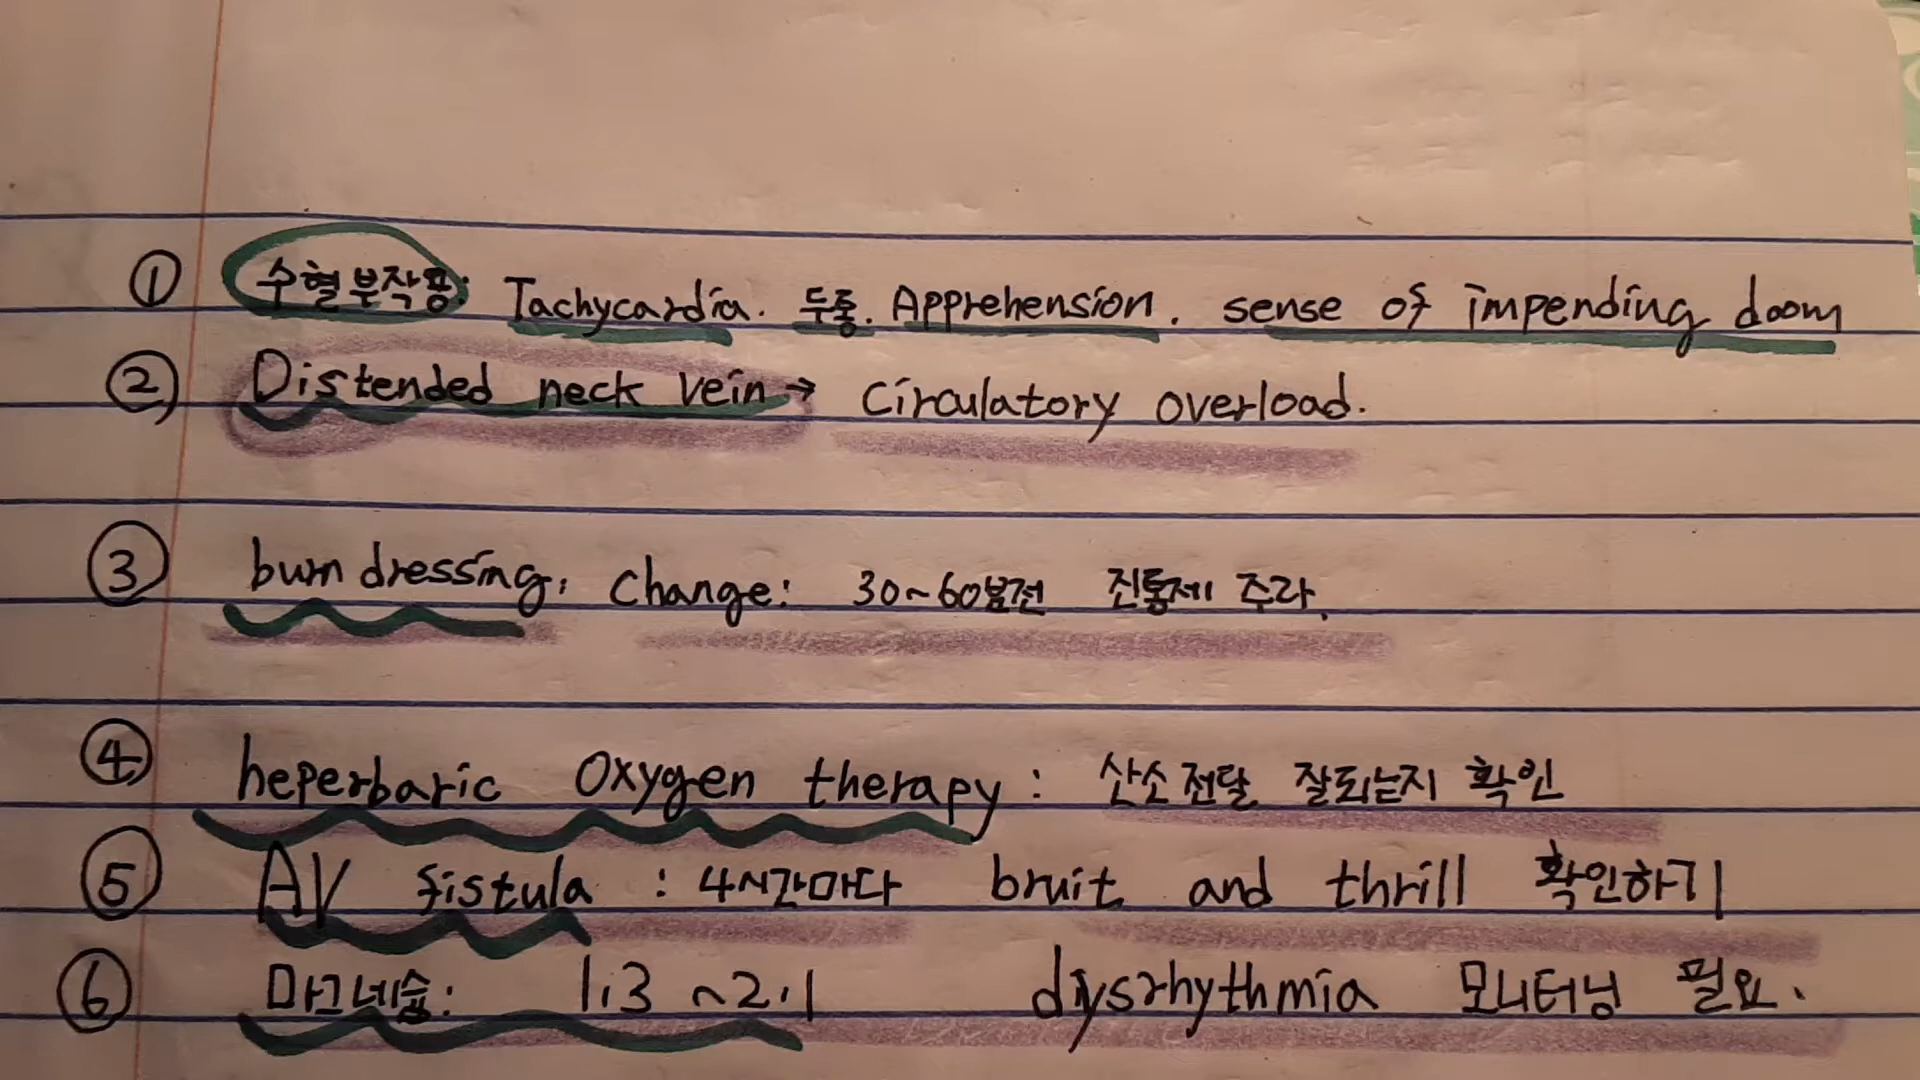 ① 수혈부작용: Tachycardia. 두통. Apprehension. sense of impending doom
② Distended neck vein → Circulatory overload.
③ burn dressing, Change: 30~60분전 진통제 주라.
④ heperbaric Oxygen therapy : 산소전달 잘되는지 확인
⑤ AV fistula : 4시간마다 bruit and thrill 확인하기
⑥ 마그네슘: 1.3 ~2.1 dysrhythmia 모니터닝 필요.